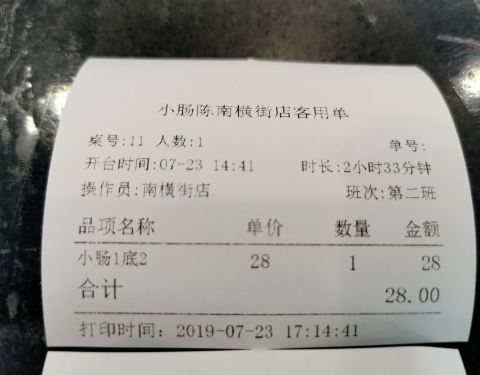 小肠陈南横街店客用单
桌号:11 人数:1 单号:
开台时间:07-23 14:41 时长:2小时33分钟
操作员:南横街店 班次:第二班
品项名称 单价 数量 金额
小肠1底2 28 1 28
合计 28.00
打印时间: 2019-07-23 17:14:41